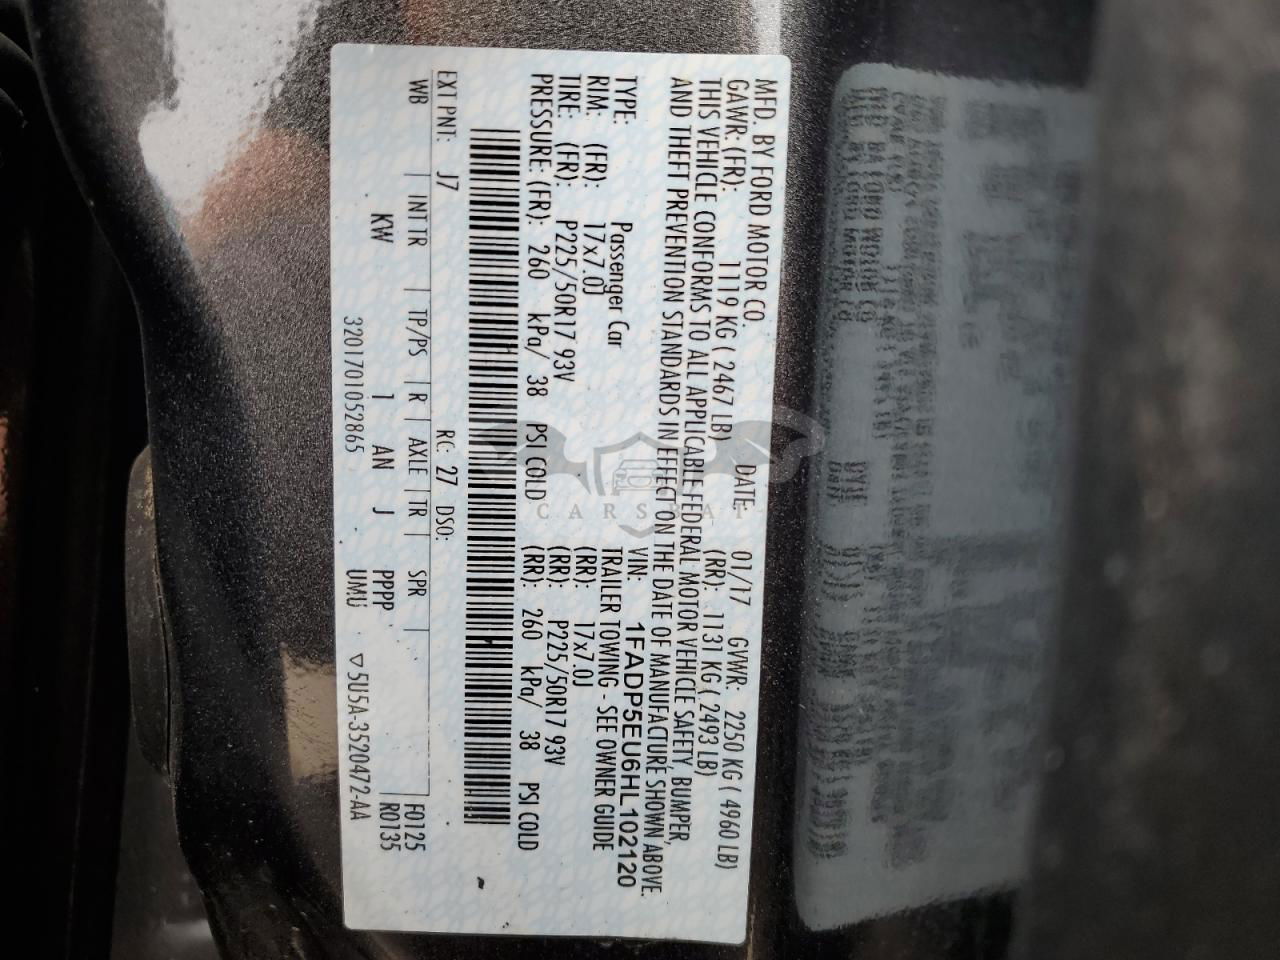 MFD. BY FORD MOTOR CO.
DATE: 01/17 GVWR: 2250 KG ( 4960 LB)
GAWR: (FR): 1119 KG ( 2467 LB) (RR): 1131 KG ( 2493 LB)
THIS VEHICLE CONFORMS TO ALL APPLICABLE FEDERAL MOTOR VEHICLE SAFETY, BUMPER,
AND THEFT PREVENTION STANDARDS IN EFFECT ON THE DATE OF MANUFACTURE SHOWN ABOVE.
VIN: 1FADP5EU6HL102120
TYPE: Passenger Car TRAILER TOWING - SEE OWNER GUIDE
RIM: (FR): 17x7.0J (RR): 17x7.0J
TIRE: (FR): P225/50R17 93V (RR): P225/50R17 93V
PRESSURE: (FR): 260 kPa/ 38 PSI COLD (RR): 260 kPa/ 38 PSI COLD
EXT PNT: J7 RC: 27 DSO:
WB INT TR TP/PS R AXLE TR SPR F0125
KW 1 AN J PPPP R0135
3201701052865 UMU ▽5U5A-3520472-AA
CARSBAT